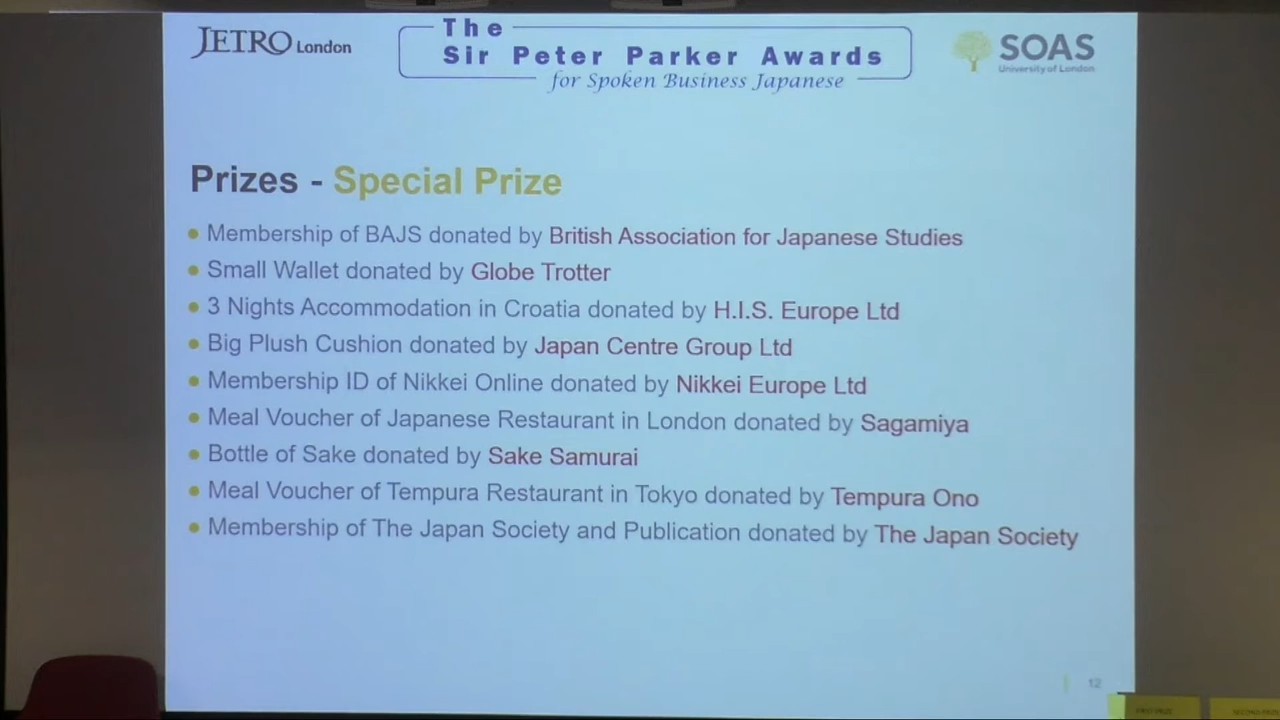 JETRO London
The
Sir Peter Parker Awards
for Spoken Business Japanese
SOAS
University of London
Prizes - Special Prize
Membership of BAJS donated by British Association for Japanese Studies
Small Wallet donated by Globe Trotter
3 Nights Accommodation in Croatia donated by H.I.S. Europe Ltd
Big Plush Cushion donated by Japan Centre Group Ltd
Membership ID of Nikkei Online donated by Nikkei Europe Ltd
Meal Voucher of Japanese Restaurant in London donated by Sagamiya
Bottle of Sake donated by Sake Samurai
Meal Voucher of Tempura Restaurant in Tokyo donated by Tempura Ono
Membership of The Japan Society and Publication donated by The Japan Society
12